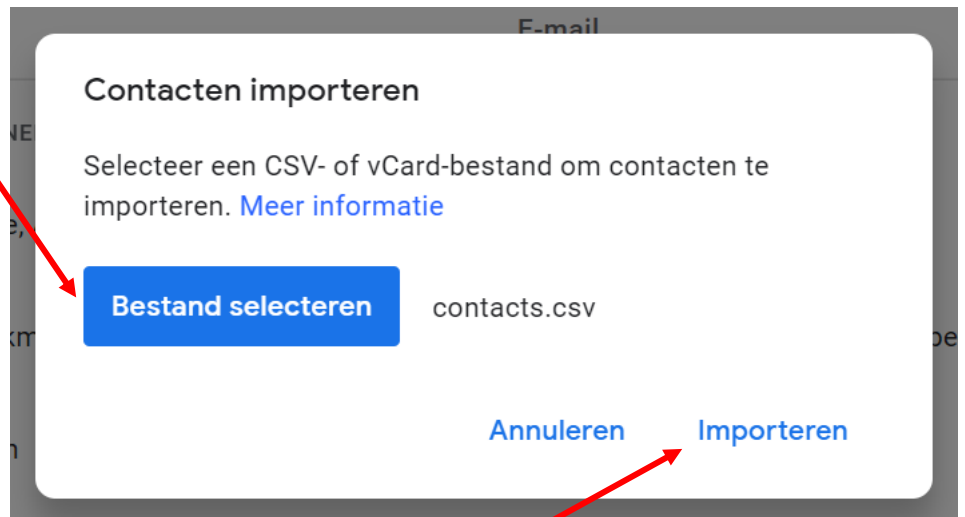 E-mail
Contacten importeren
Selecteer een CSV- of vCard-bestand om contacten te
importeren. Meer informatie
Bestand selecteren contacts.csv
Annuleren Importeren